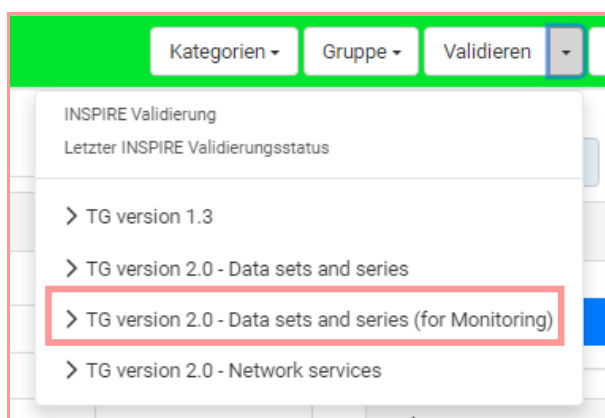 Kategorien Gruppe Validieren
INSPIRE Validierung
Letzter INSPIRE Validierungsstatus
TG version 1.3
TG version 2.0 - Data sets and series
TG version 2.0 - Data sets and series (for Monitoring)
TG version 2.0 - Network services